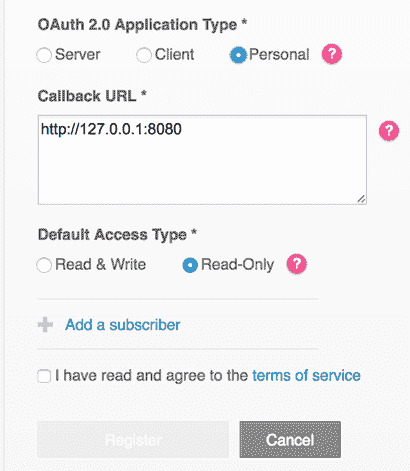 OAuth 2.0 Application Type *
Server Client Personal ?
Callback URL *
http://127.0.0.1:8080 ?
Default Access Type *
Read & Write Read-Only ?
Add a subscriber
I have read and agree to the terms of service
Register Cancel